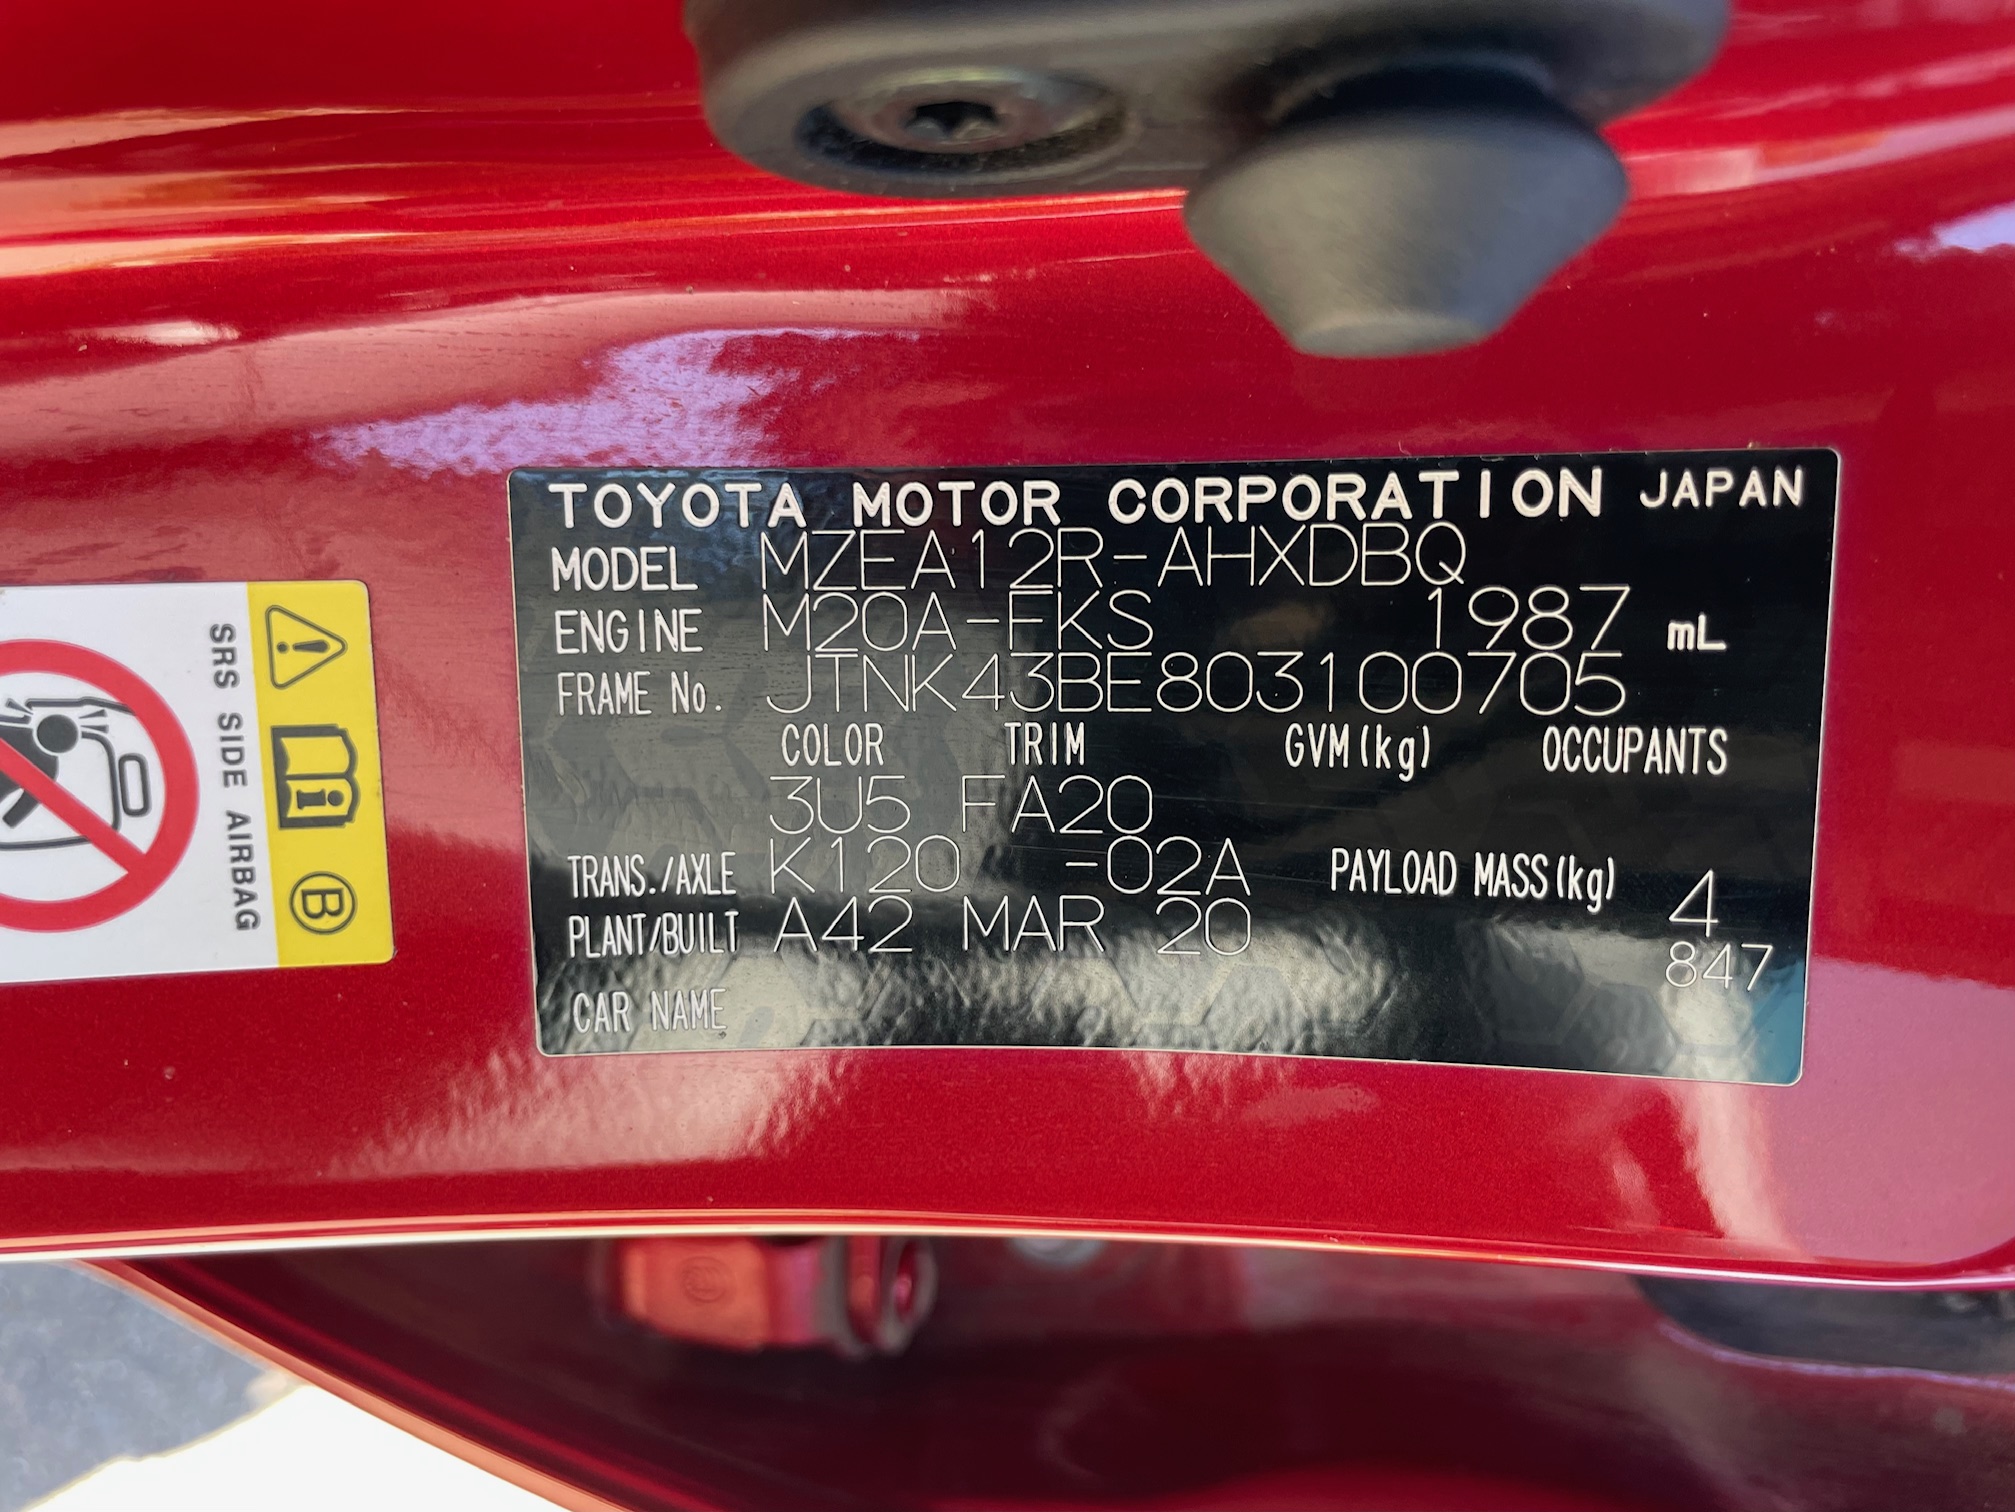 TOYOTA MOTOR CORPORATION JAPAN
MODEL MZEA12R-AHXDBQ
ENGINE M20A-FKS 1987 mL
FRAME No. JTNK43BE803100705
COLOR TRIM GVM(kg) OCCUPANTS
3U5 FA20
TRANS./AXLE K120 -02A PAYLOAD MASS(kg) 4
PLANT/BUILT A42 MAR 20 847
CAR NAME
SRS SIDE AIRBAG
B